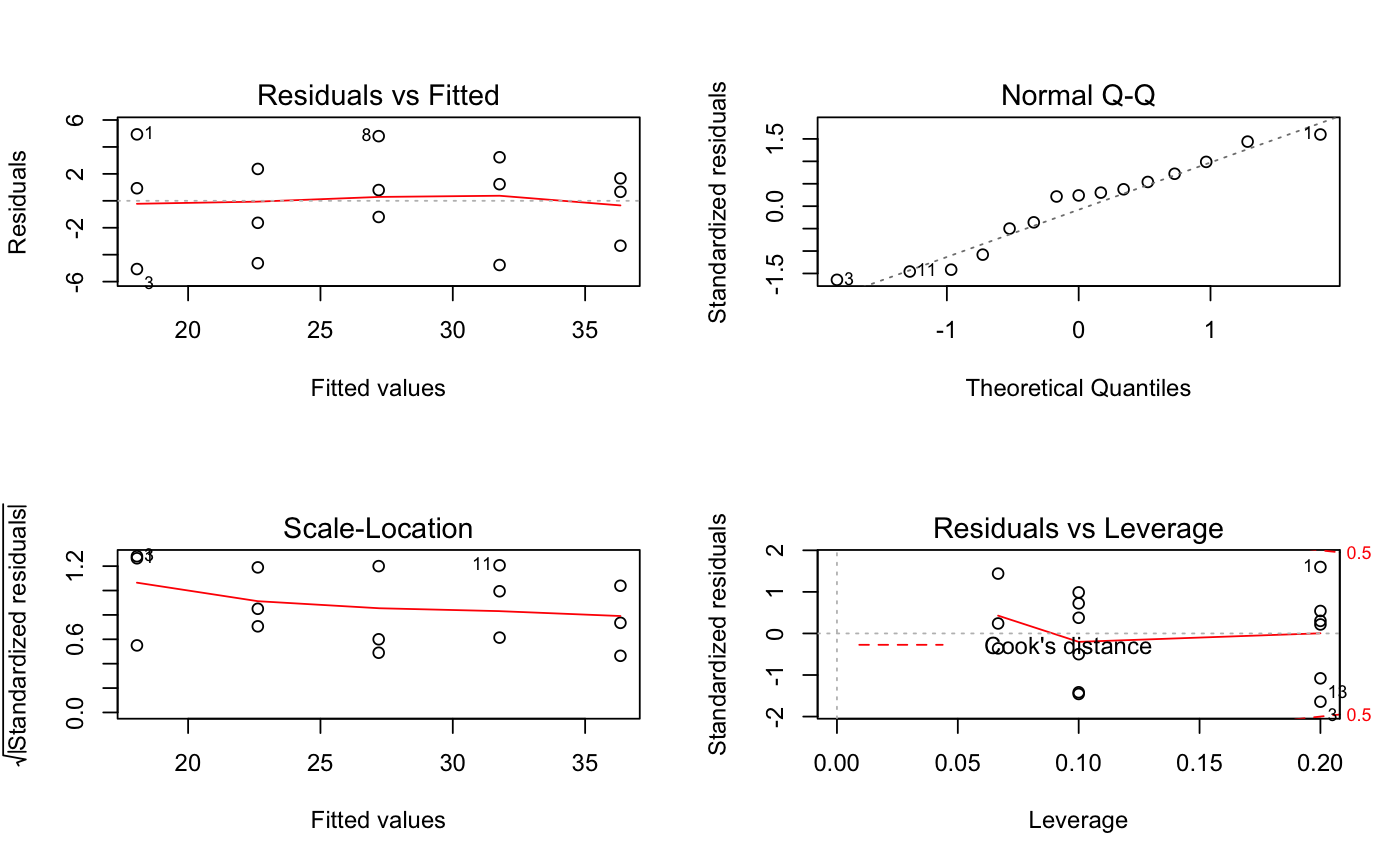 Residuals vs Fitted
Residuals
6
2
-2
-6
1
8
3
20 25 30 35
Fitted values
Normal Q-Q
Standardized residuals
1.5
0.0
-1.5
1
11
3
-1 0 1
Theoretical Quantiles
Scale-Location
√|Standardized residuals|
1.2
0.6
0.0
3
1
11
20 25 30 35
Fitted values
Residuals vs Leverage
Standardized residuals
2
1
0
-1
-2
0.5
1
Cook's distance
13
3
0.5
0.00 0.05 0.10 0.15 0.20
Leverage